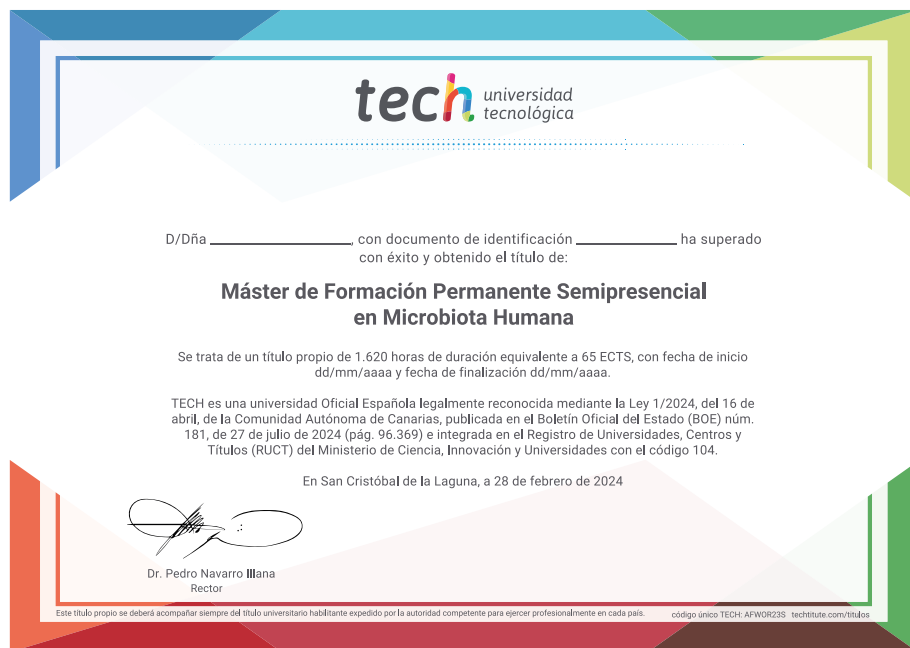 tech universidad
tecnológica
D/Dña ____________________, con documento de identificación ______________ ha superado
con éxito y obtenido el título de:
Máster de Formación Permanente Semipresencial
en Microbiota Humana
Se trata de un título propio de 1.620 horas de duración equivalente a 65 ECTS, con fecha de inicio
dd/mm/aaaa y fecha de finalización dd/mm/aaaa.
TECH es una universidad Oficial Española legalmente reconocida mediante la Ley 1/2024, del 16 de
abril, de la Comunidad Autónoma de Canarias, publicada en el Boletín Oficial del Estado (BOE) núm.
181, de 27 de julio de 2024 (pág. 96.369) e integrada en el Registro de Universidades, Centros y
Títulos (RUCT) del Ministerio de Ciencia, Innovación y Universidades con el código 104.
En San Cristóbal de la Laguna, a 28 de febrero de 2024
Dr. Pedro Navarro Illana
Rector
Este título propio se deberá acompañar siempre del título universitario habilitante expedido por la autoridad competente para ejercer profesionalmente en cada país. código único TECH: AFWOR23S techtitute.com/titulos